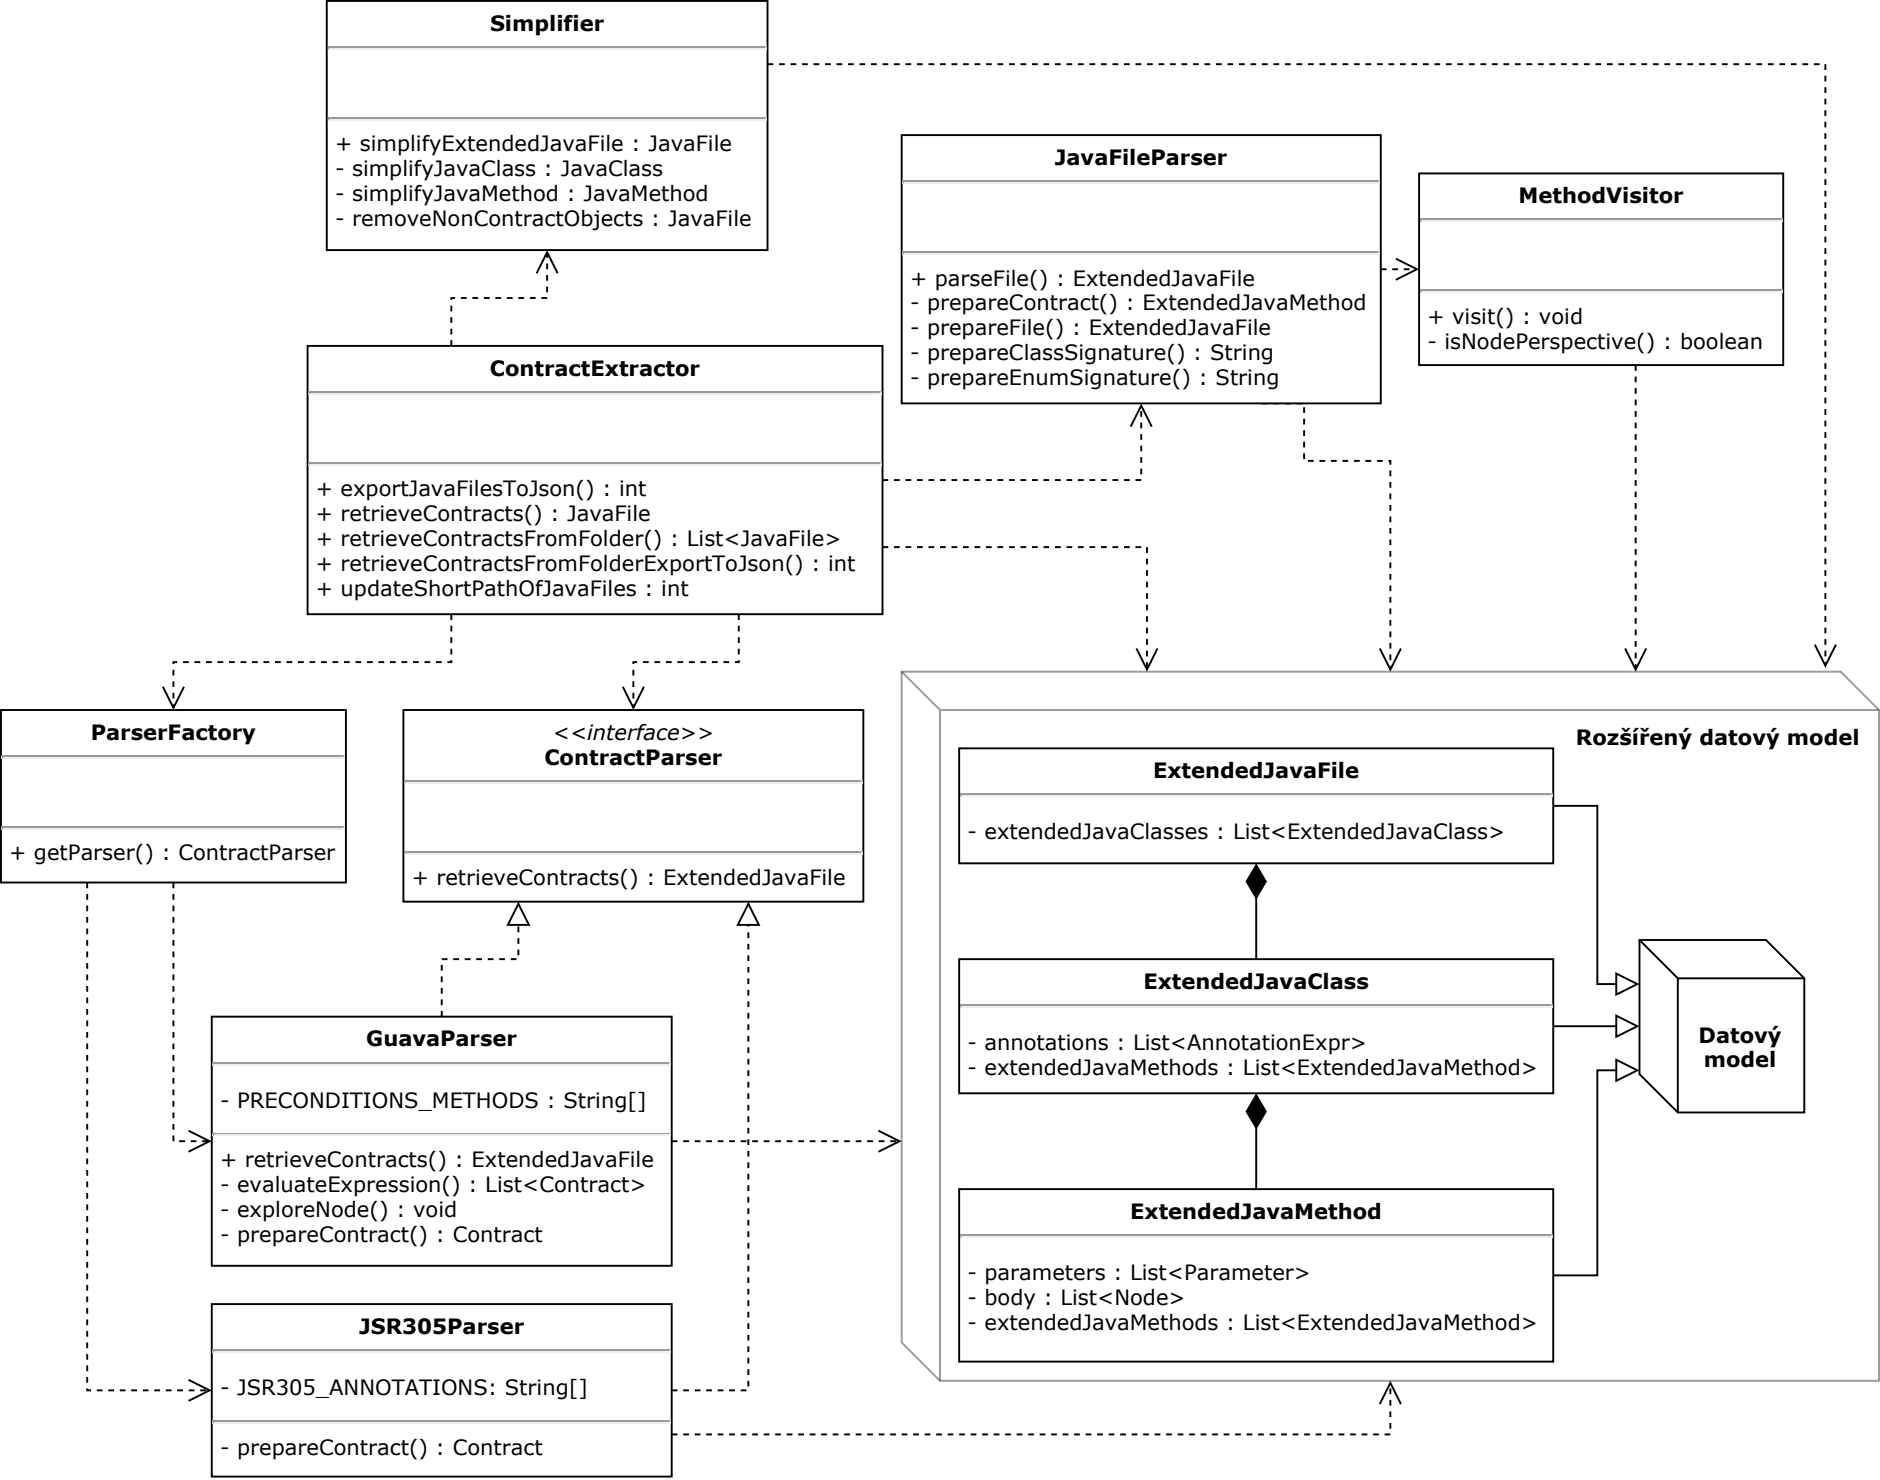 Simplifier
+ simplifyExtendedJavaFile : JavaFile
- simplifyJavaClass : JavaClass
- simplifyJavaMethod : JavaMethod
- removeNonContractObjects : JavaFile
JavaFileParser
+ parseFile() : ExtendedJavaFile
- prepareContract() : ExtendedJavaMethod
- prepareFile() : ExtendedJavaFile
- prepareClassSignature() : String
- prepareEnumSignature() : String
MethodVisitor
+ visit() : void
- isNodePerspective() : boolean
ContractExtractor
+ exportJavaFilesToJson() : int
+ retrieveContracts() : JavaFile
+ retrieveContractsFromFolder() : List<JavaFile>
+ retrieveContractsFromFolderExportToJson() : int
+ updateShortPathOfJavaFiles : int
ParserFactory
+ getParser() : ContractParser
<<interface>>
ContractParser
+ retrieveContracts() : ExtendedJavaFile
GuavaParser
- PRECONDITIONS_METHODS : String[]
+ retrieveContracts() : ExtendedJavaFile
- evaluateExpression() : List<Contract>
- exploreNode() : void
- prepareContract() : Contract
JSR305Parser
- JSR305_ANNOTATIONS: String[]
- prepareContract() : Contract
Rozšířený datový model
ExtendedJavaFile
- extendedJavaClasses : List<ExtendedJavaClass>
ExtendedJavaClass
- annotations : List<AnnotationExpr>
- extendedJavaMethods : List<ExtendedJavaMethod>
ExtendedJavaMethod
- parameters : List<Parameter>
- body : List<Node>
- extendedJavaMethods : List<ExtendedJavaMethod>
Datový
model